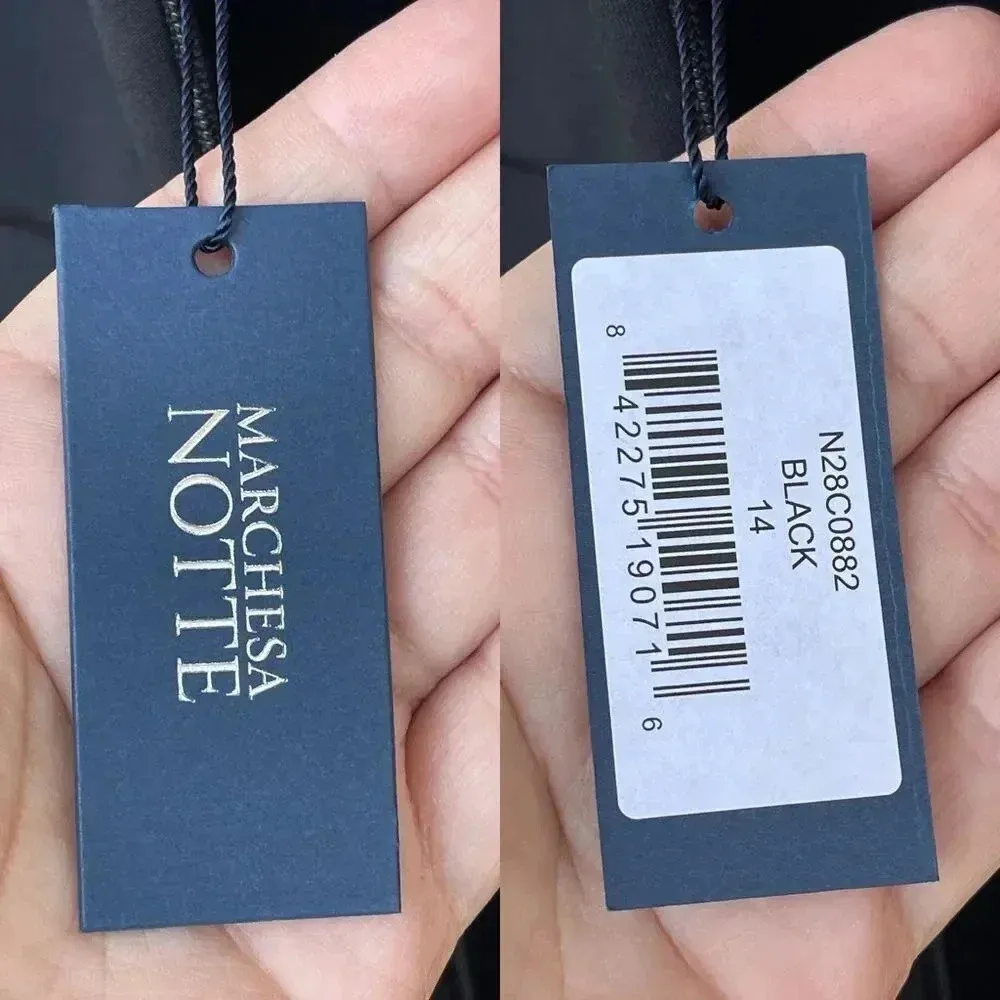 MARCHESA
NOTTE
N28C0882
BLACK
14
8 42275 19071 6